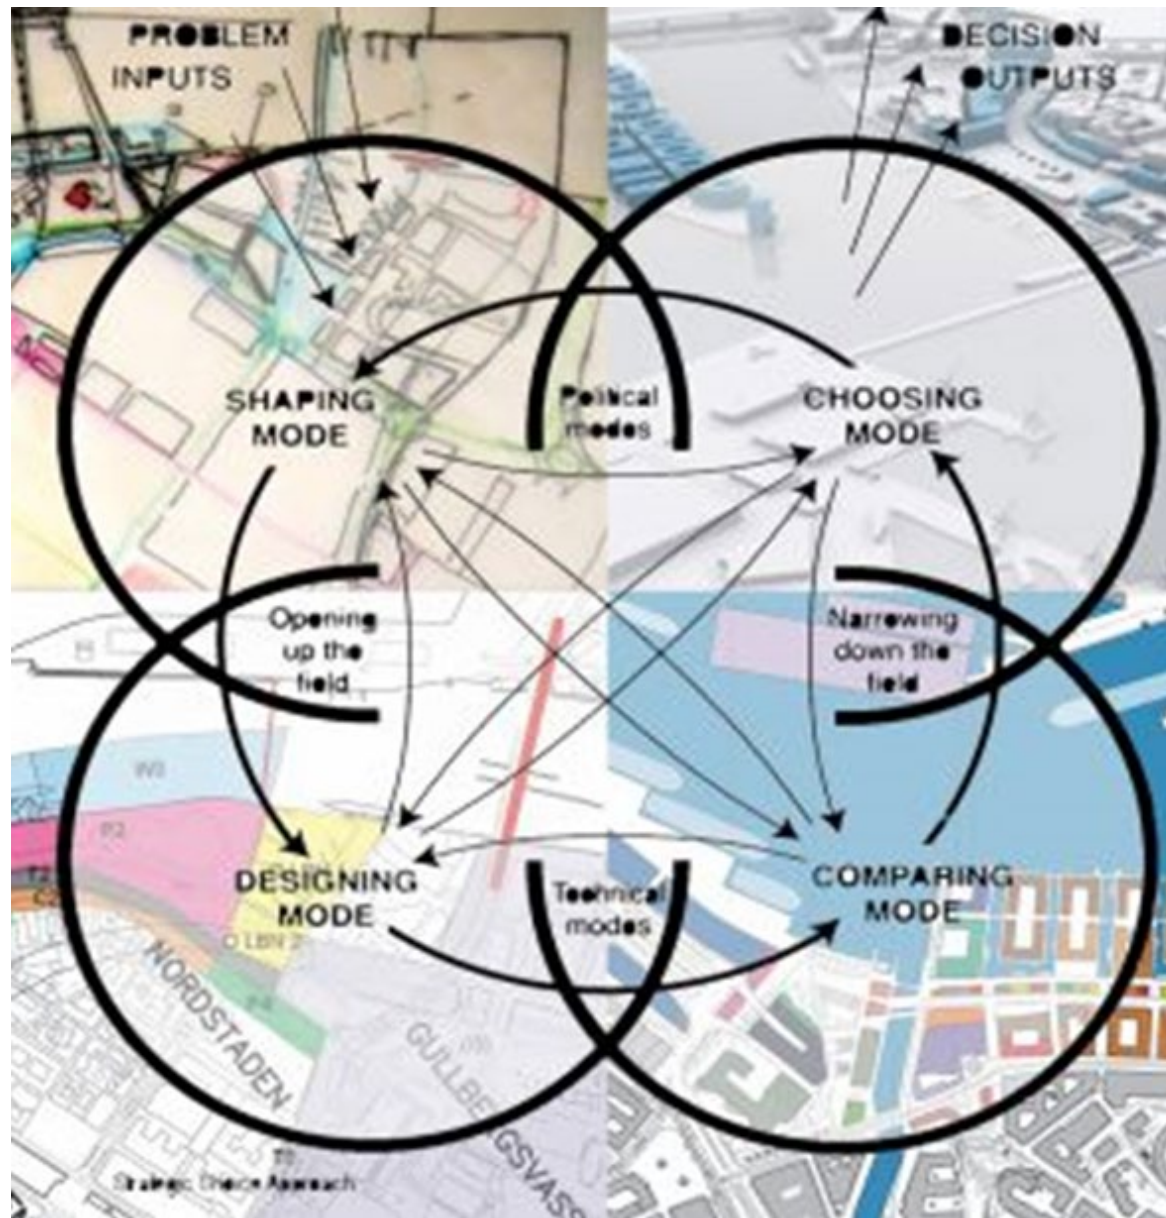 PROBLEM
INPUTS
DECISION
OUTPUTS
SHAPING
MODE
Political
modes
CHOOSING
MODE
Opening
up the
field
Narrowing
down the
field
DESIGNING
MODE
Technical
modes
COMPARING
MODE
NORDSTADEN
GULLBERGSVASS
Strategic Choice Approach